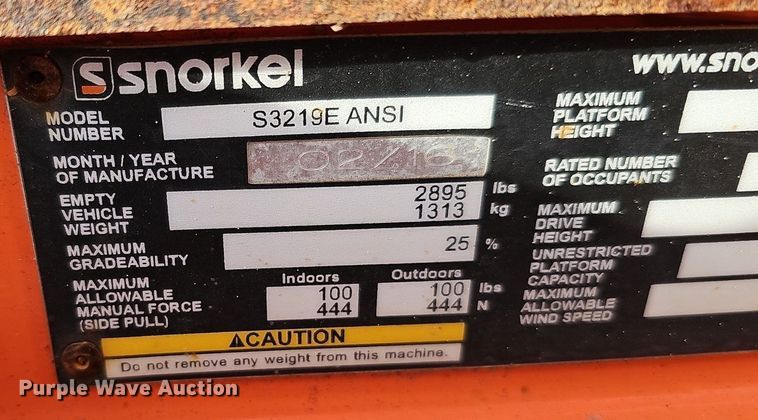 snorkel
www.sno
MODEL
NUMBER
S3219E ANSI
MONTH / YEAR
OF MANUFACTURE
02/16
EMPTY
VEHICLE
WEIGHT
2895 lbs
1313 kg
MAXIMUM
GRADEABILITY
25 %
MAXIMUM
ALLOWABLE
MANUAL FORCE
(SIDE PULL)
Indoors Outdoors
100 100 lbs
444 444 N
CAUTION
Do not remove any weight from this machine.
MAXIMUM
PLATFORM
HEIGHT
RATED NUMBER
OF OCCUPANTS
MAXIMUM
DRIVE
HEIGHT
UNRESTRICTED
PLATFORM
CAPACITY
MAXIMUM
ALLOWABLE
WIND SPEED
Purple Wave Auction